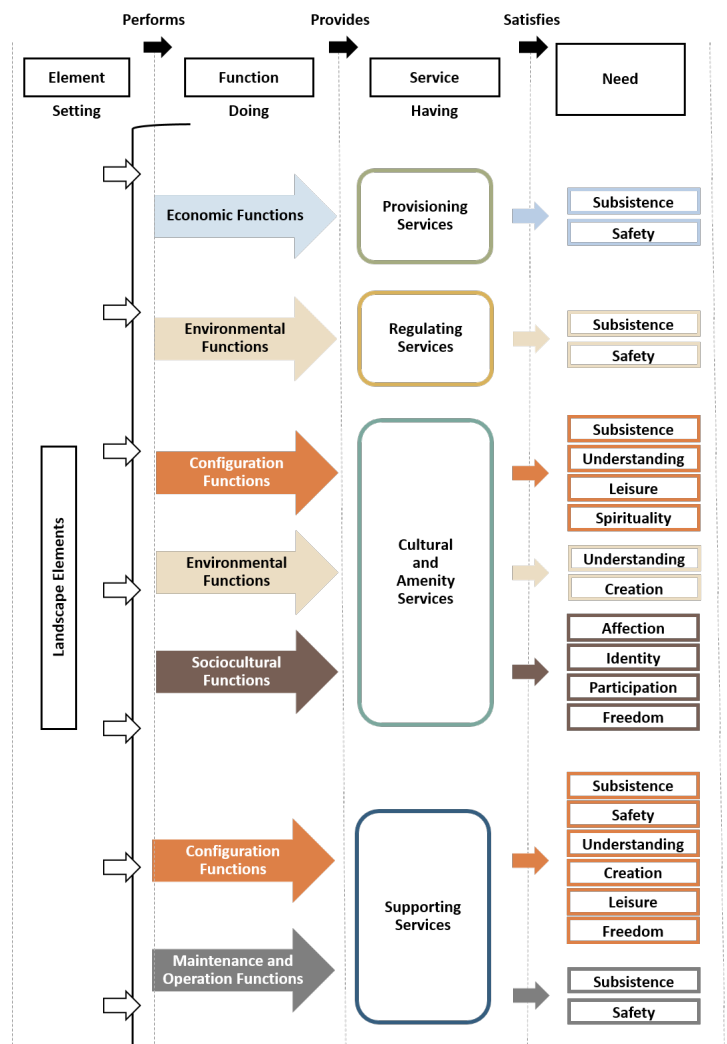 Performs
Provides
Satisfies
Element
Function
Service
Need
Setting
Doing
Having
Landscape Elements
Economic Functions
Provisioning
Services
Subsistence
Safety
Environmental
Functions
Regulating
Services
Subsistence
Safety
Configuration
Functions
Environmental
Functions
Sociocultural
Functions
Cultural
and
Amenity
Services
Subsistence
Understanding
Leisure
Spirituality
Understanding
Creation
Affection
Identity
Participation
Freedom
Configuration
Functions
Maintenance and
Operation Functions
Supporting
Services
Subsistence
Safety
Understanding
Creation
Leisure
Freedom
Subsistence
Safety